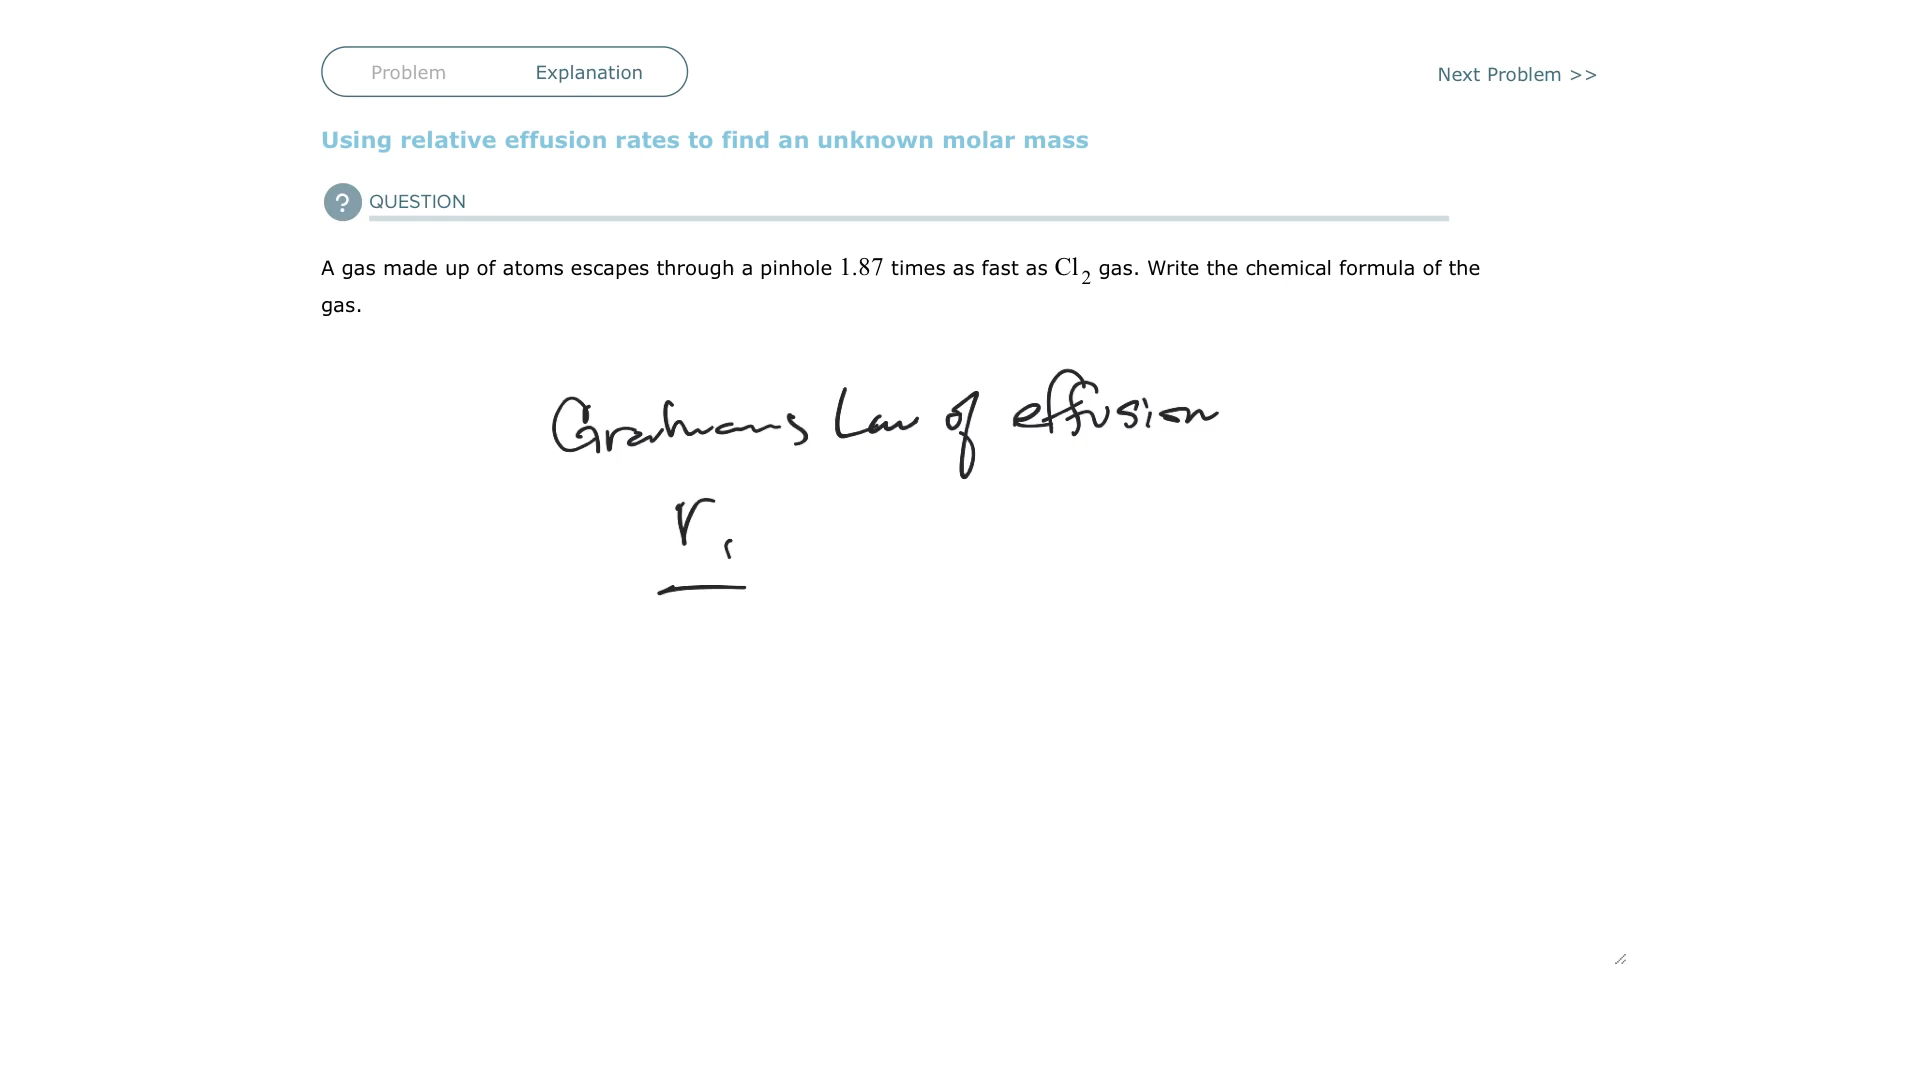 Problem Explanation Next Problem >>
Using relative effusion rates to find an unknown molar mass
? QUESTION
A gas made up of atoms escapes through a pinhole 1.87 times as fast as Cl₂ gas. Write the chemical formula of the
gas.
Grahmans Law of effusion
r₁